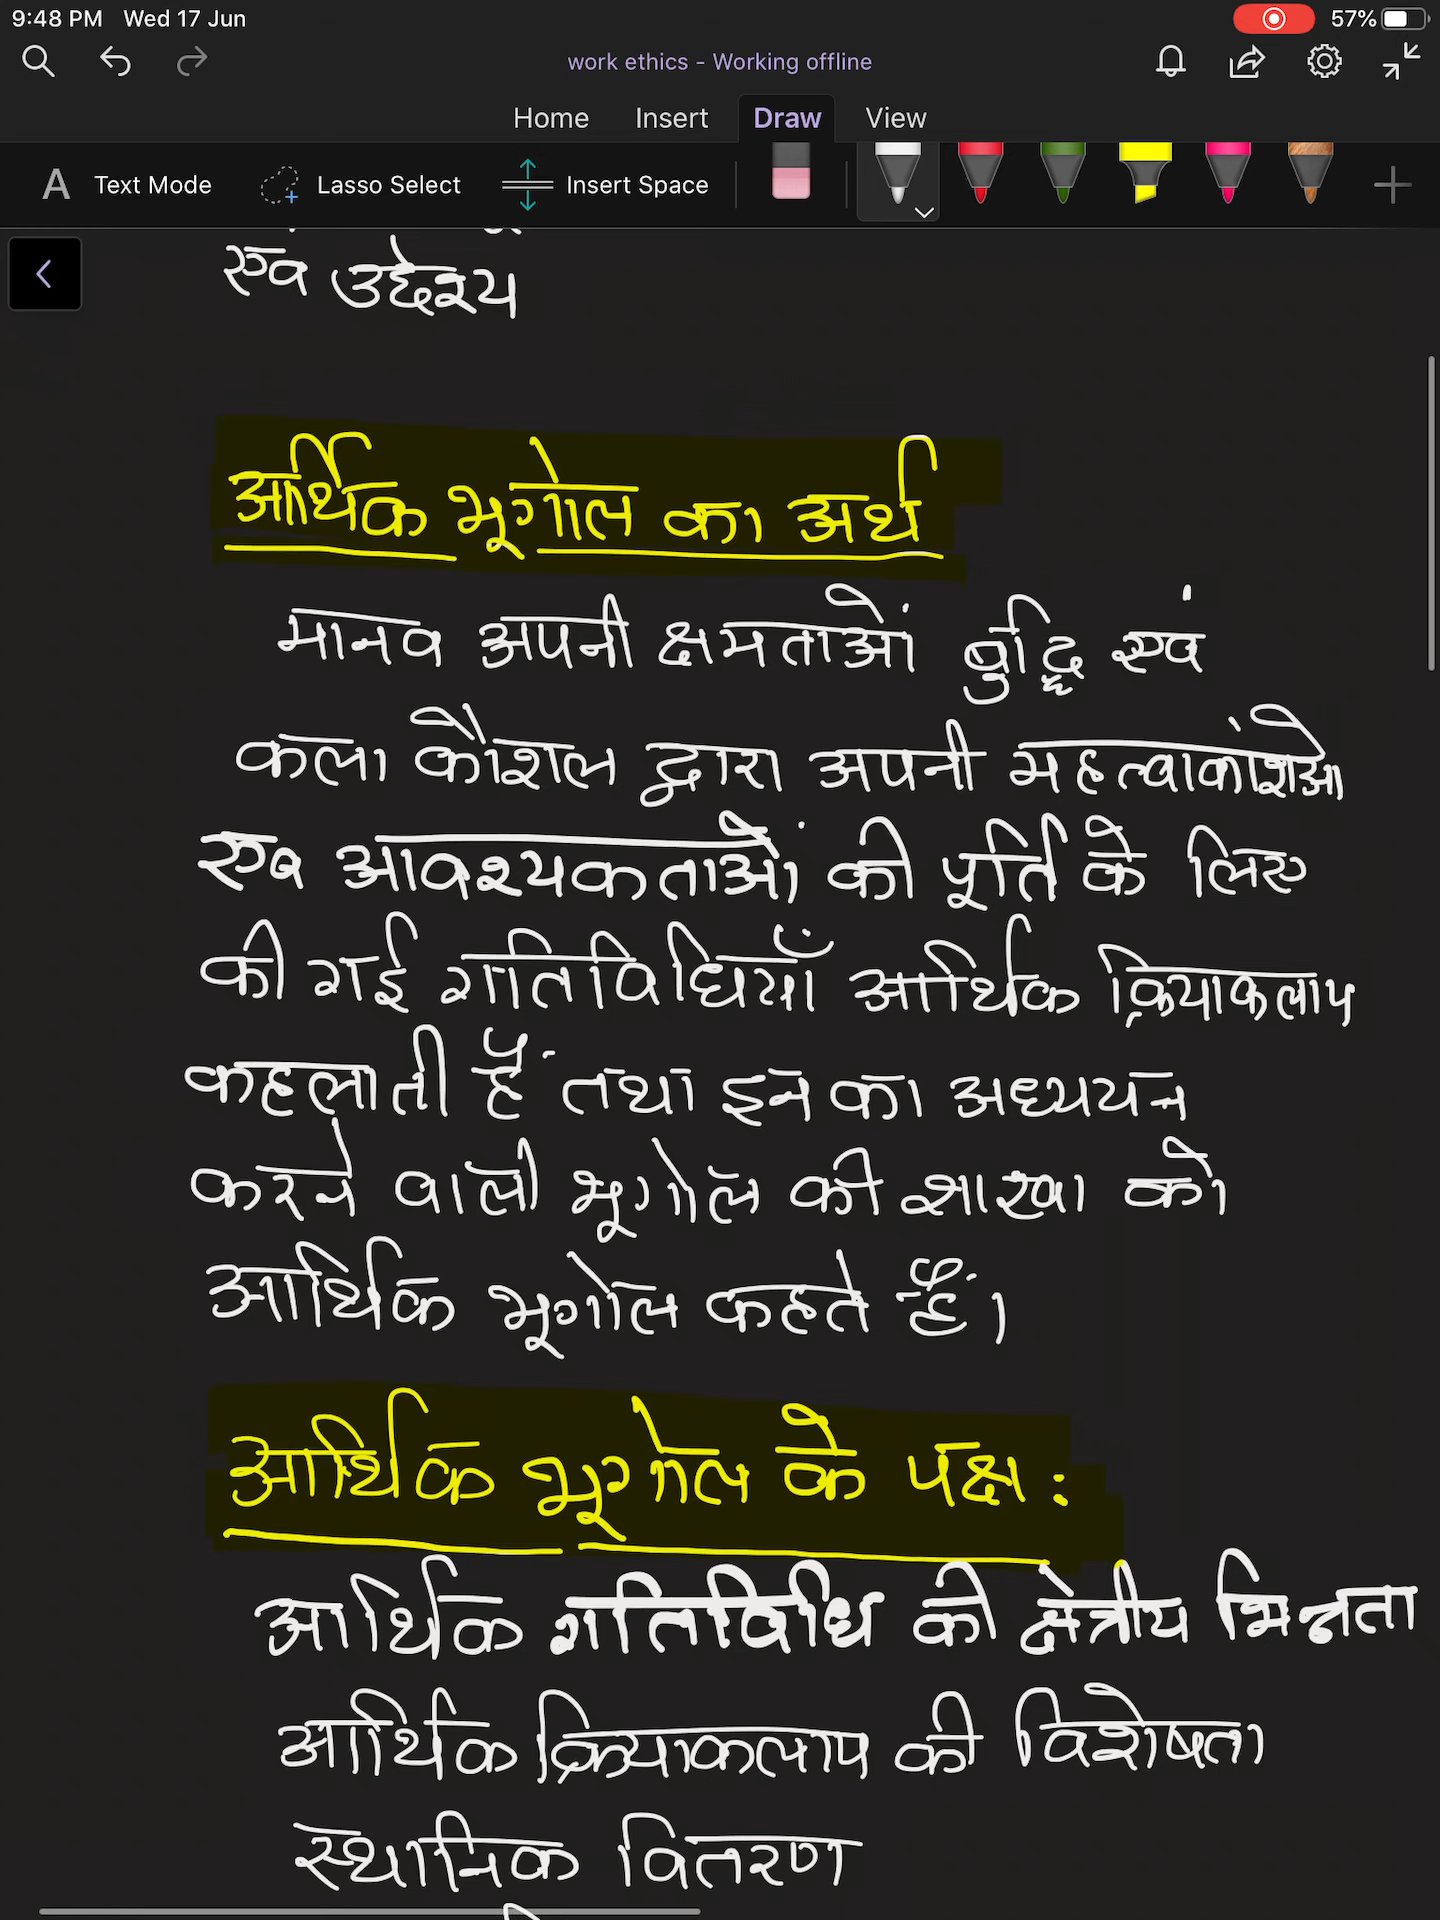 9:48 PM Wed 17 Jun 57%
work ethics - Working offline
Home Insert Draw View
A Text Mode Lasso Select Insert Space
एव उद्देश्य
आर्थिक भूगोल का अर्थ
मानव अपनी क्षमताओं बुद्धि एवं
कला कौशल द्वारा अपनी महत्वाकांशाओ
एव आवश्यकताओं की पूर्ति के लिए
की गई गतिविधियाँ आर्थिक क्रियाकलाप
कहलाती हैं तथा इन का अध्ययन
करने वाली भूगोल की शाखा को
आर्थिक भूगोल कहते हैं।
आर्थिक भूगोल के पक्ष :
आर्थिक गतिविधि की क्षेत्रीय भिन्नता
आर्थिक क्रियाकलाप की विशेषता
स्थानिक वितरण